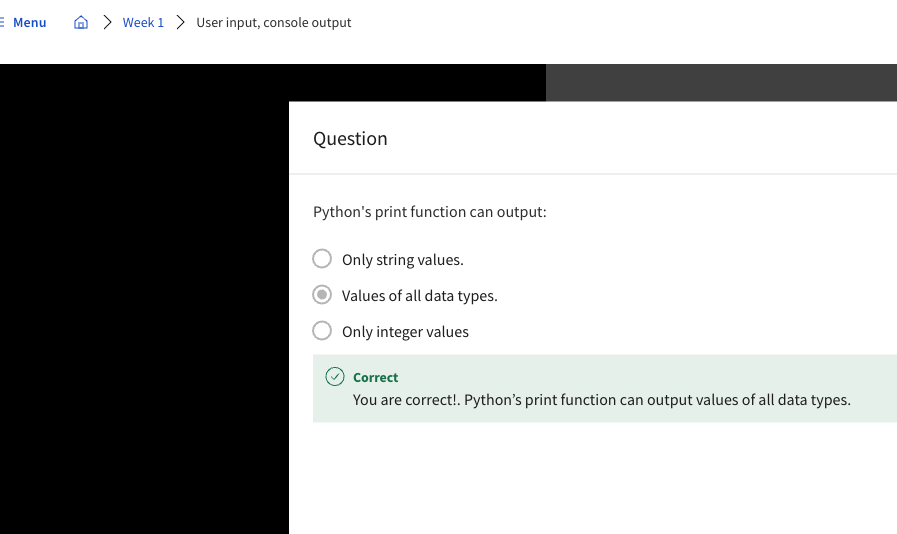 Menu Week 1 User input, console output
Question
Python's print function can output:
Only string values.
Values of all data types.
Only integer values
Correct
You are correct!. Python’s print function can output values of all data types.